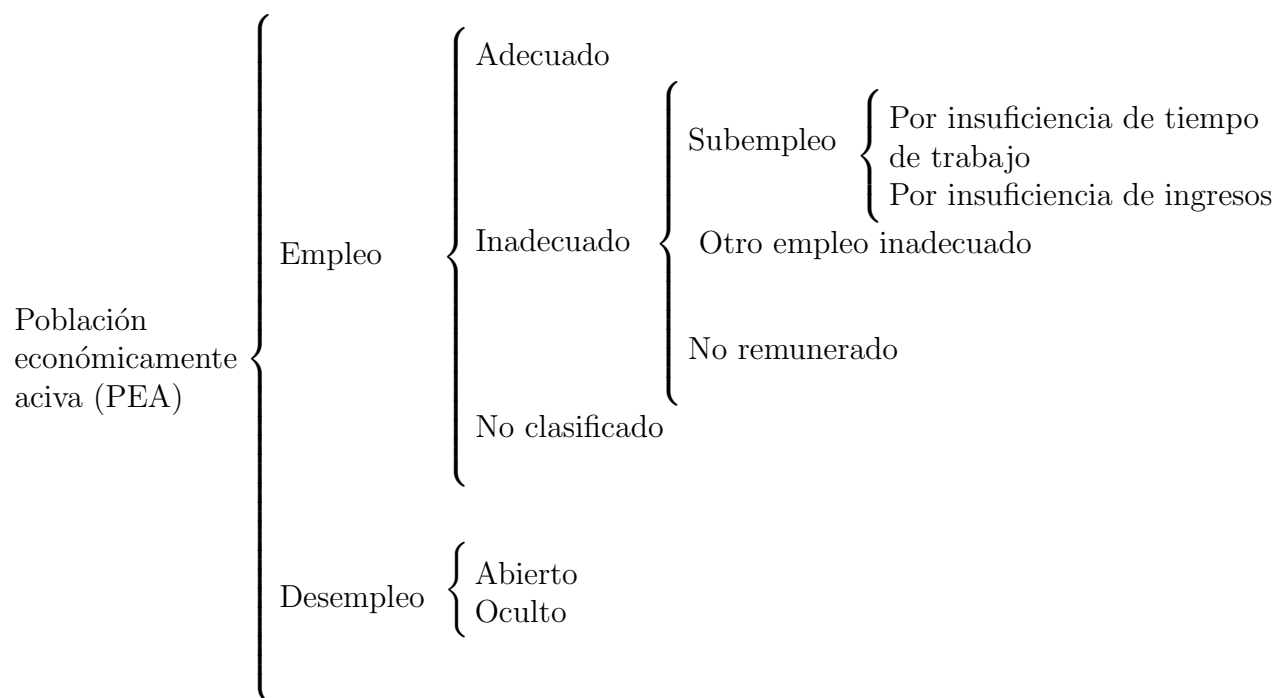 Adecuado
Por insuficiencia de tiempo
Subempleo
de trabajo
Por insuficiencia de ingresos
Empleo
Inadecuado
Otro empleo inadecuado
Población
económicamente
aciva (PEA)
No remunerado
No clasificado
Desempleo
Abierto
Oculto